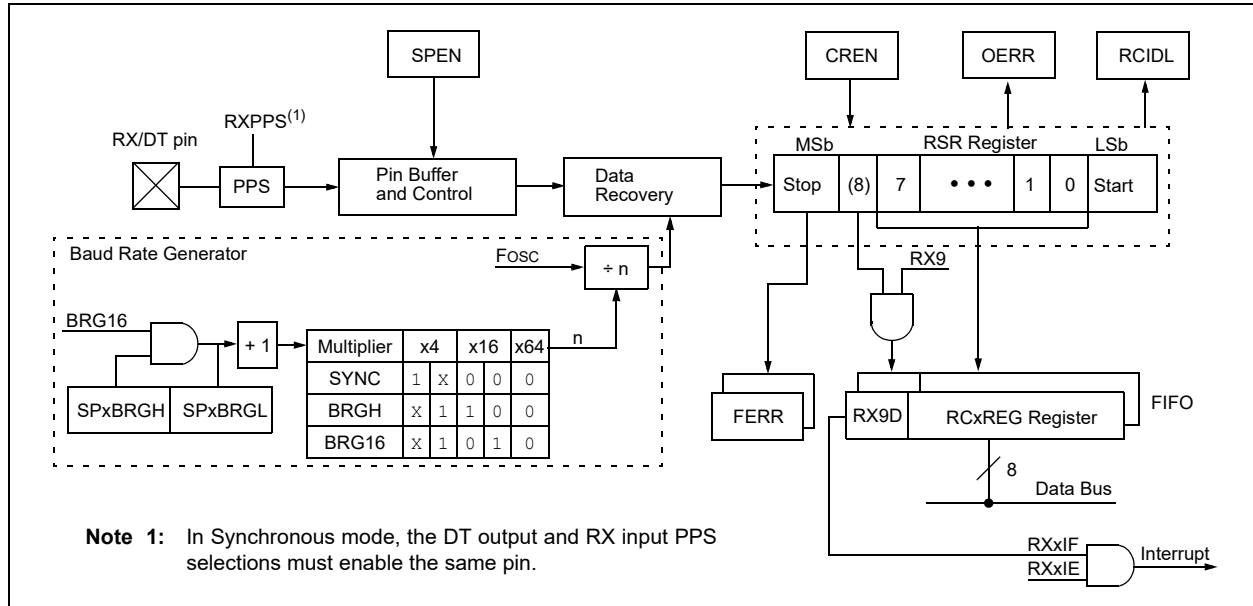 SPEN
CREN
OERR
RCIDL
RXPPS(1)
RX/DT pin
PPS
Pin Buffer
and Control
Data
Recovery
MSb RSR Register LSb
Stop (8) 7 • • • 1 0 Start
Baud Rate Generator
FOSC
÷ n
RX9
BRG16
+ 1
n
Multiplier x4 x16 x64
SYNC 1 X 0 0 0
BRGH X 1 1 0 0
BRG16 X 1 0 1 0
SPxBRGH SPxBRGL
FERR
RX9D RCxREG Register
FIFO
8
Data Bus
RXxIF
RXxIE
Interrupt
Note 1: In Synchronous mode, the DT output and RX input PPS
selections must enable the same pin.